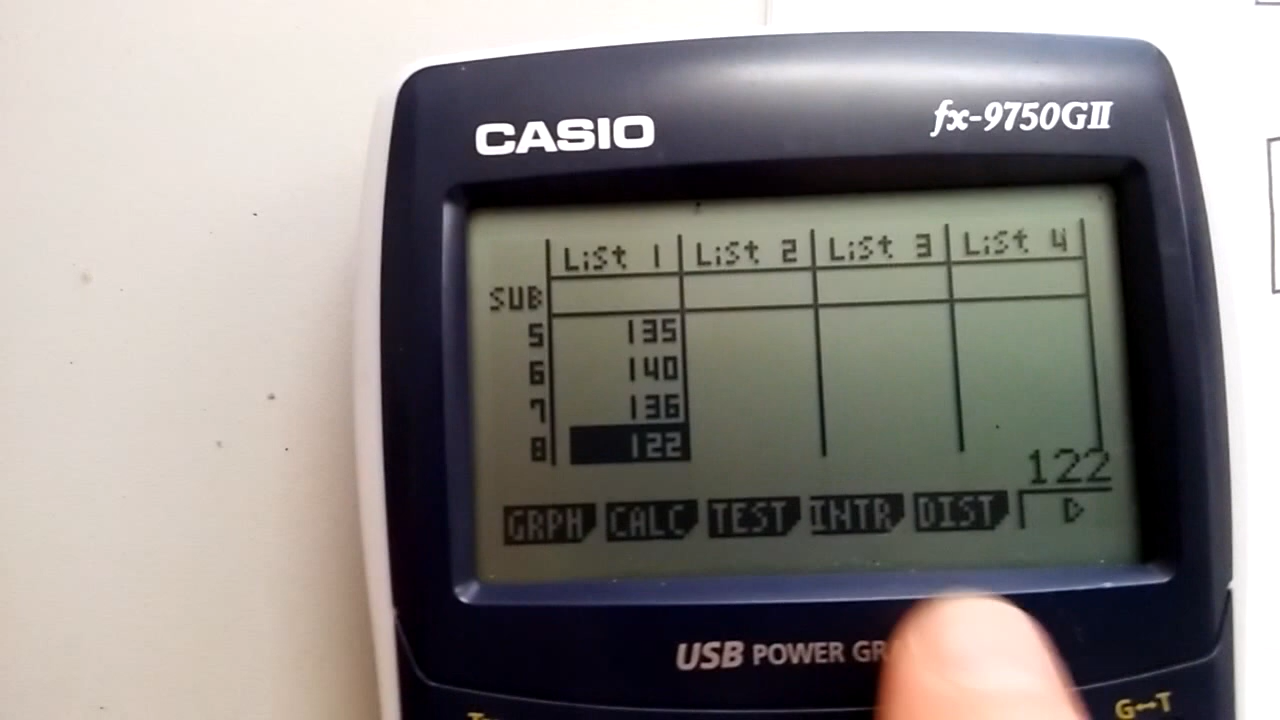 CASIO fx-9750GII
List 1 List 2 List 3 List 4
SUB
5 135
6 140
7 136
8 122
122
GRPH CALC TEST INTR DIST ▷
USB POWER
G↔T